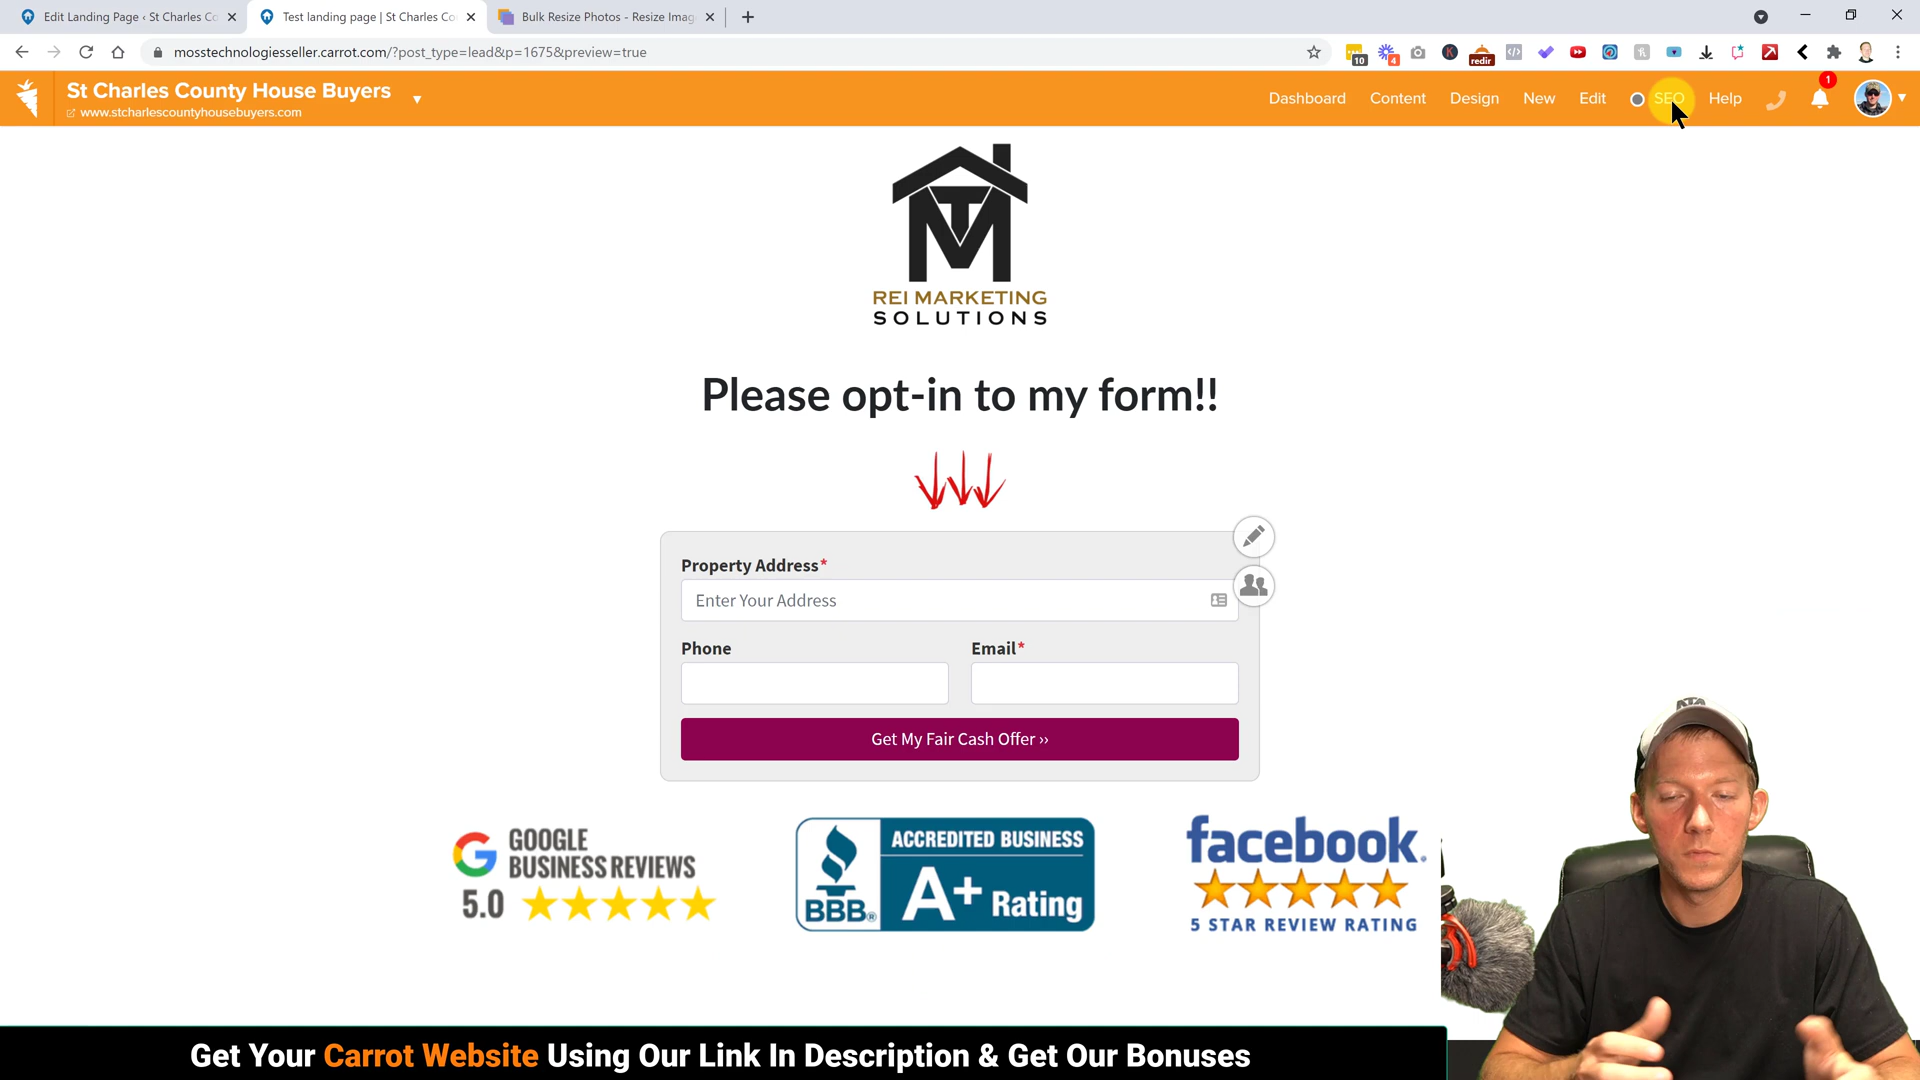 Edit Landing Page ‹ St Charles Co
Test landing page | St Charles Co
Bulk Resize Photos - Resize Imag
mosstechnologiesseller.carrot.com/?post_type=lead&p=1675&preview=true
10
4
redir
St Charles County House Buyers
www.stcharlescountyhousebuyers.com
Dashboard
Content
Design
New
Edit
SEO
Help
1
REI MARKETING
SOLUTIONS
Please opt-in to my form!!
Property Address*
Enter Your Address
Phone
Email*
Get My Fair Cash Offer ››
GOOGLE
BUSINESS REVIEWS
5.0
BBB®
ACCREDITED BUSINESS
A+ Rating
facebook.
5 STAR REVIEW RATING
Get Your Carrot Website Using Our Link In Description & Get Our Bonuses